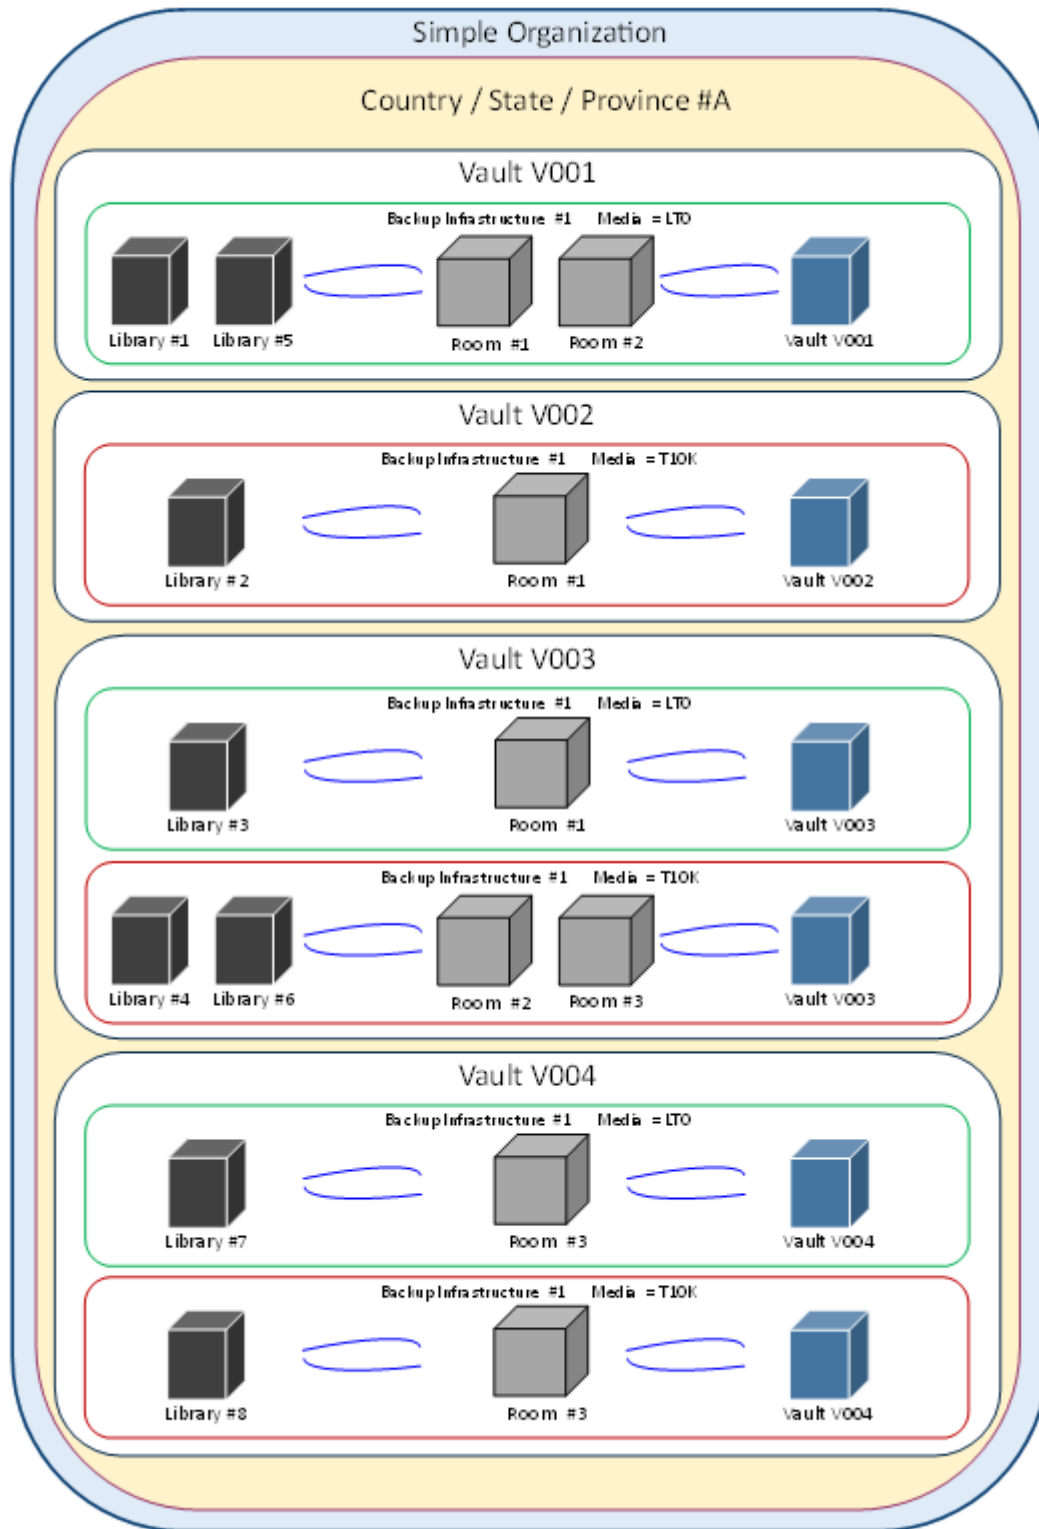 Simple Organization
Country / State / Province #A
Vault V001
Backup Infrastructure #1 Media = LTO
Library #1 Library #5 Room #1 Room #2 Vault V001
Vault V002
Backup Infrastructure #1 Media = T10K
Library #2 Room #1 Vault V002
Vault V003
Backup Infrastructure #1 Media = LTO
Library #3 Room #1 Vault V003
Backup Infrastructure #1 Media = T10K
Library #4 Library #6 Room #2 Room #3 Vault V003
Vault V004
Backup Infrastructure #1 Media = LTO
Library #7 Room #3 Vault V004
Backup Infrastructure #1 Media = T10K
Library #8 Room #3 Vault V004